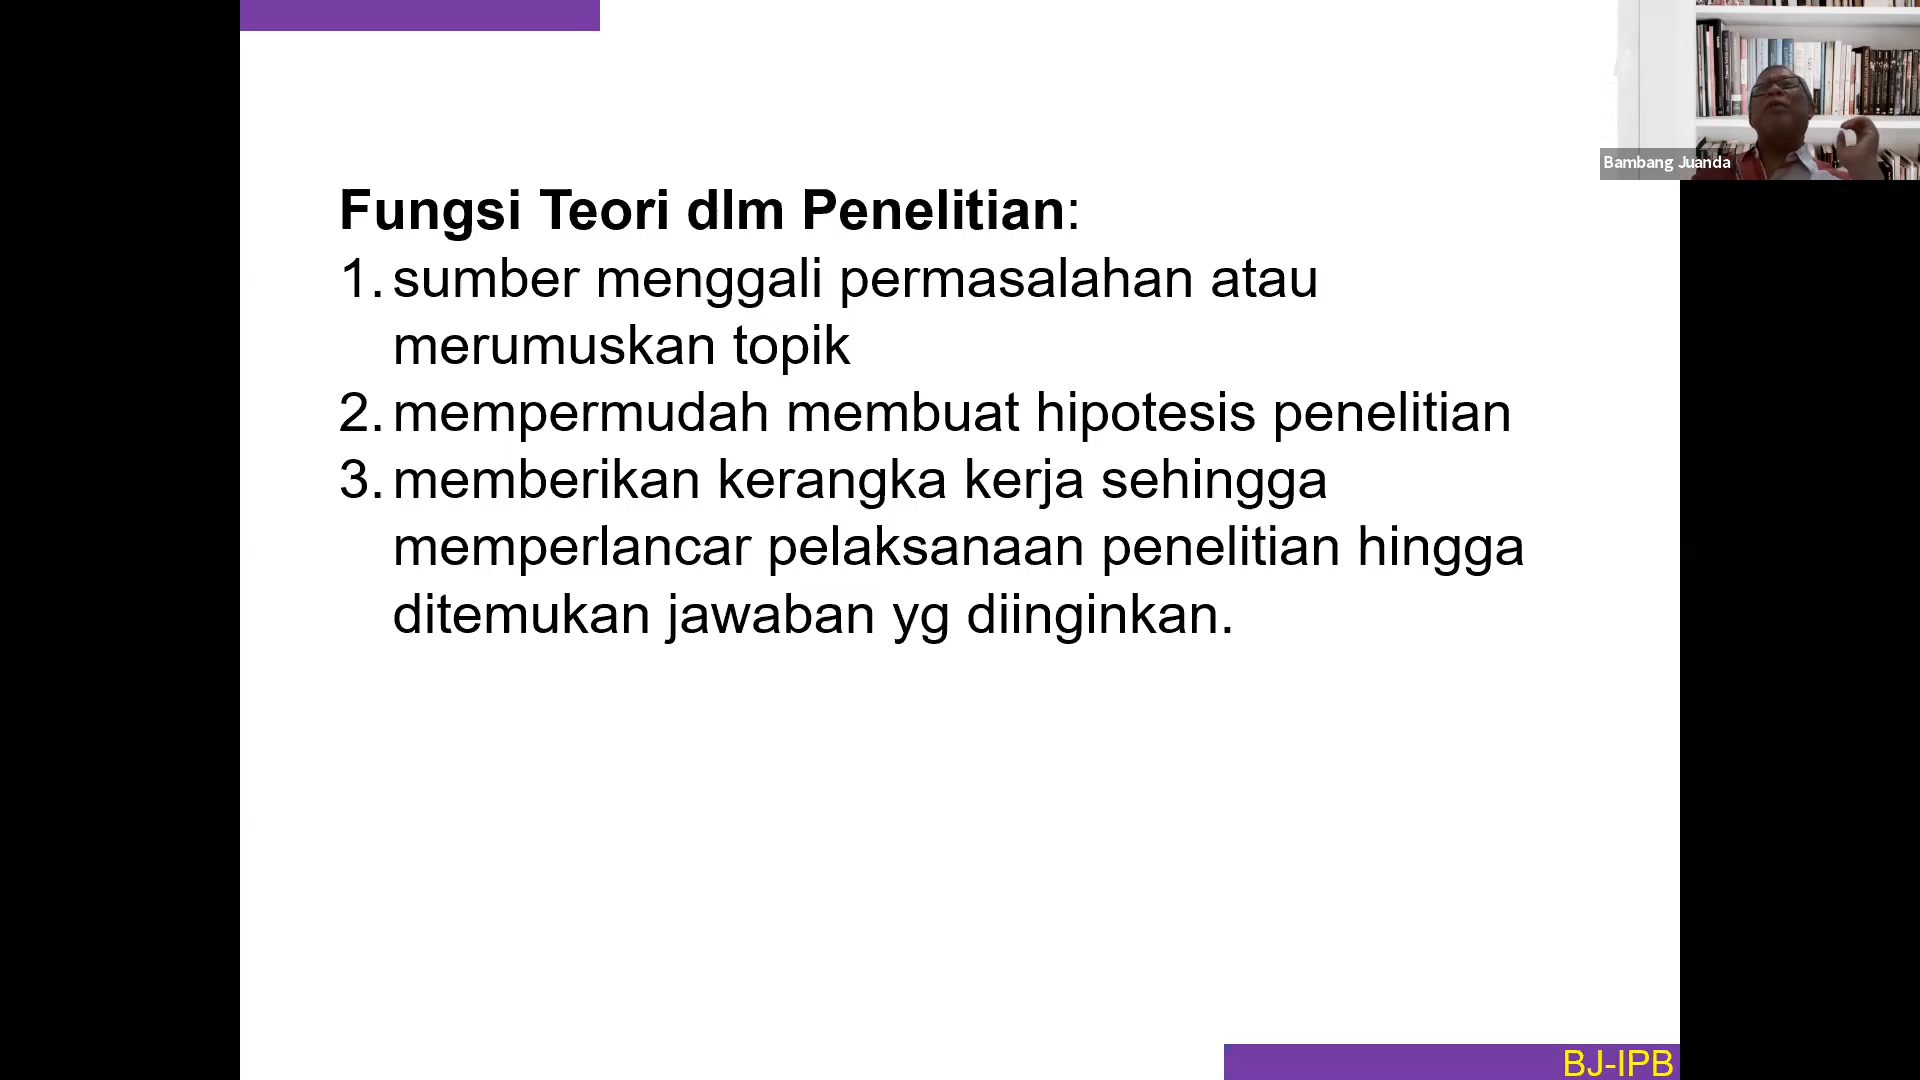 Bambang Juanda
Fungsi Teori dlm Penelitian:
1. sumber menggali permasalahan atau
merumuskan topik
2. mempermudah membuat hipotesis penelitian
3. memberikan kerangka kerja sehingga
memperlancar pelaksanaan penelitian hingga
ditemukan jawaban yg diinginkan.
BJ-IPB